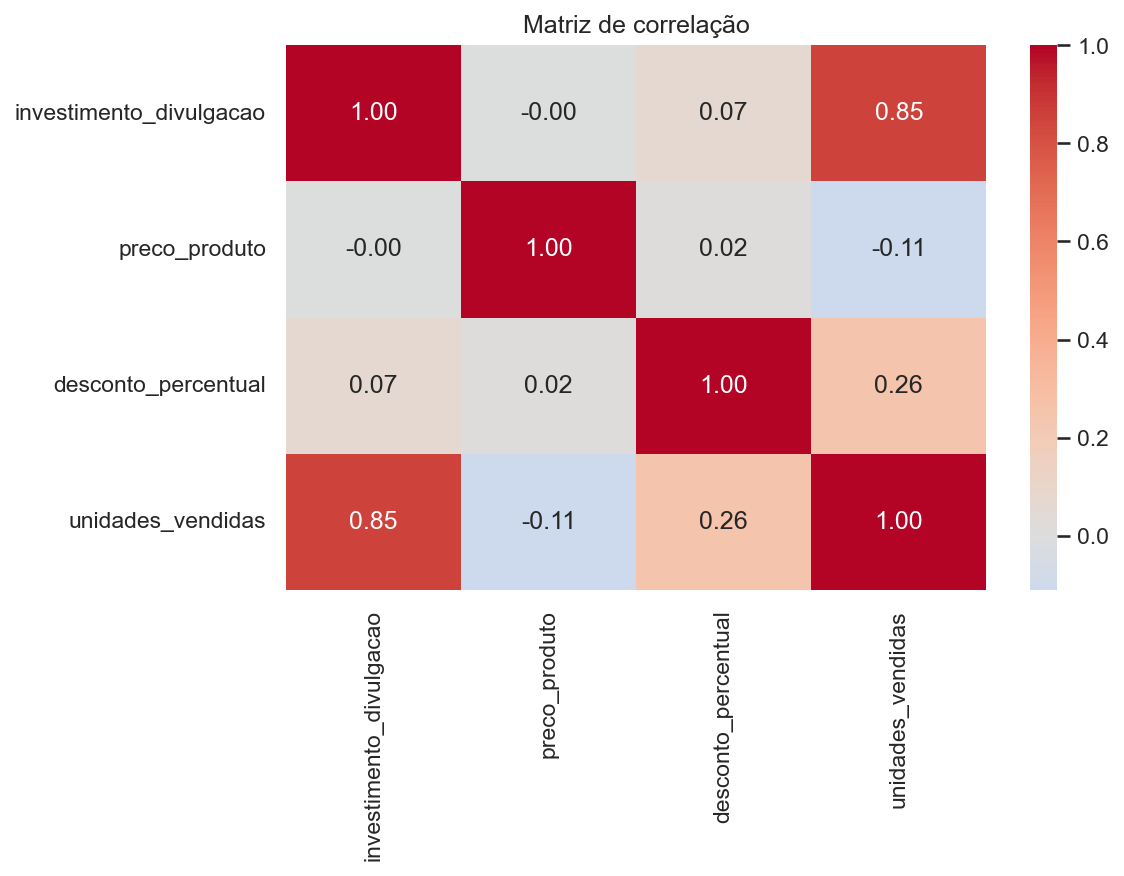 Matriz de correlação
investimento_divulgacao 1.00 -0.00 0.07 0.85
preco_produto -0.00 1.00 0.02 -0.11
desconto_percentual 0.07 0.02 1.00 0.26
unidades_vendidas 0.85 -0.11 0.26 1.00
investimento_divulgacao
preco_produto
desconto_percentual
unidades_vendidas
1.0
0.8
0.6
0.4
0.2
0.0